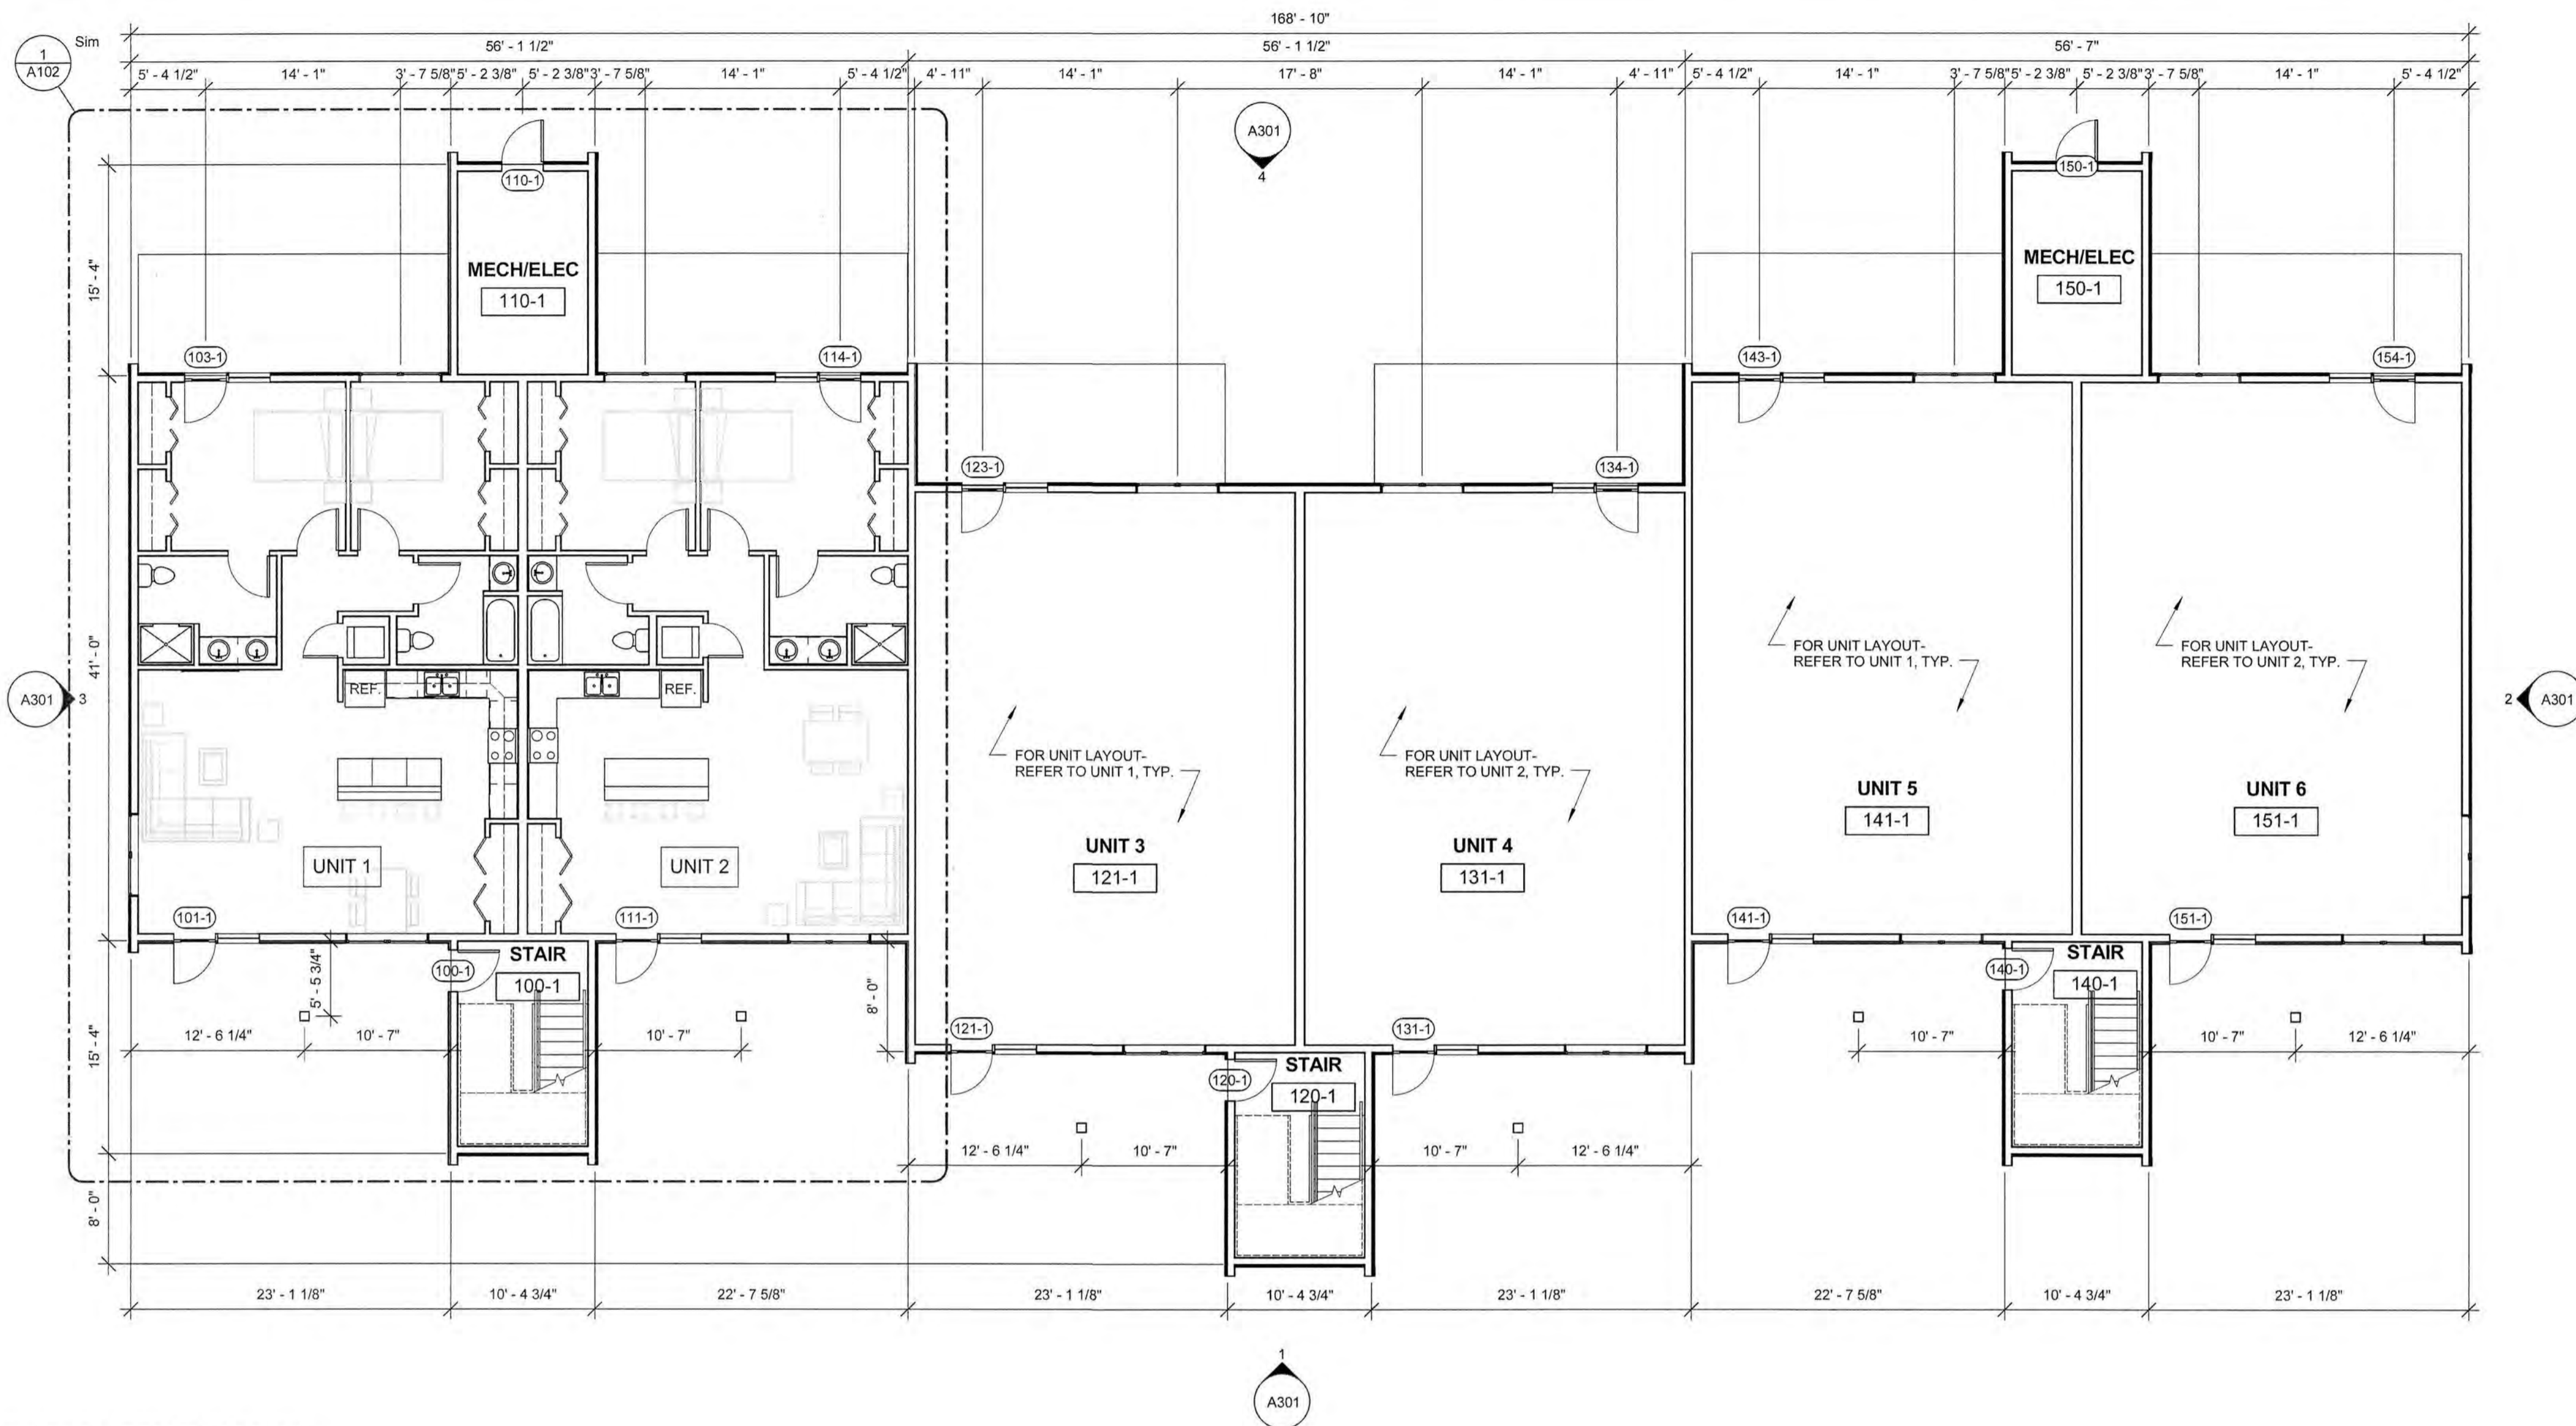 168' - 10"
Sim
1
A102
56' - 1 1/2"
56' - 1 1/2"
56' - 7"
5' - 4 1/2"
14' - 1"
3' - 7 5/8"
5' - 2 3/8"
5' - 2 3/8"
3' - 7 5/8"
14' - 1"
5' - 4 1/2"
4' - 11"
14' - 1"
17' - 8"
14' - 1"
4' - 11"
5' - 4 1/2"
14' - 1"
3' - 7 5/8"
5' - 2 3/8"
5' - 2 3/8"
3' - 7 5/8"
14' - 1"
5' - 4 1/2"
A301
4
110-1
150-1
15' - 4"
MECH/ELEC
110-1
MECH/ELEC
150-1
103-1
114-1
143-1
154-1
123-1
134-1
41' - 0"
FOR UNIT LAYOUT-
REFER TO UNIT 1, TYP.
FOR UNIT LAYOUT-
REFER TO UNIT 2, TYP.
A301
3
REF.
REF.
2
A301
FOR UNIT LAYOUT-
REFER TO UNIT 1, TYP.
FOR UNIT LAYOUT-
REFER TO UNIT 2, TYP.
UNIT 5
141-1
UNIT 6
151-1
UNIT 1
UNIT 2
UNIT 3
121-1
UNIT 4
131-1
101-1
111-1
141-1
151-1
STAIR
100-1
100-1
STAIR
140-1
140-1
5' - 5 3/4"
8' - 0"
15' - 4"
12' - 6 1/4"
10' - 7"
10' - 7"
121-1
131-1
10' - 7"
10' - 7"
12' - 6 1/4"
STAIR
120-1
120-1
12' - 6 1/4"
10' - 7"
10' - 7"
12' - 6 1/4"
8' - 0"
23' - 1 1/8"
10' - 4 3/4"
22' - 7 5/8"
23' - 1 1/8"
10' - 4 3/4"
23' - 1 1/8"
22' - 7 5/8"
10' - 4 3/4"
23' - 1 1/8"
1
A301